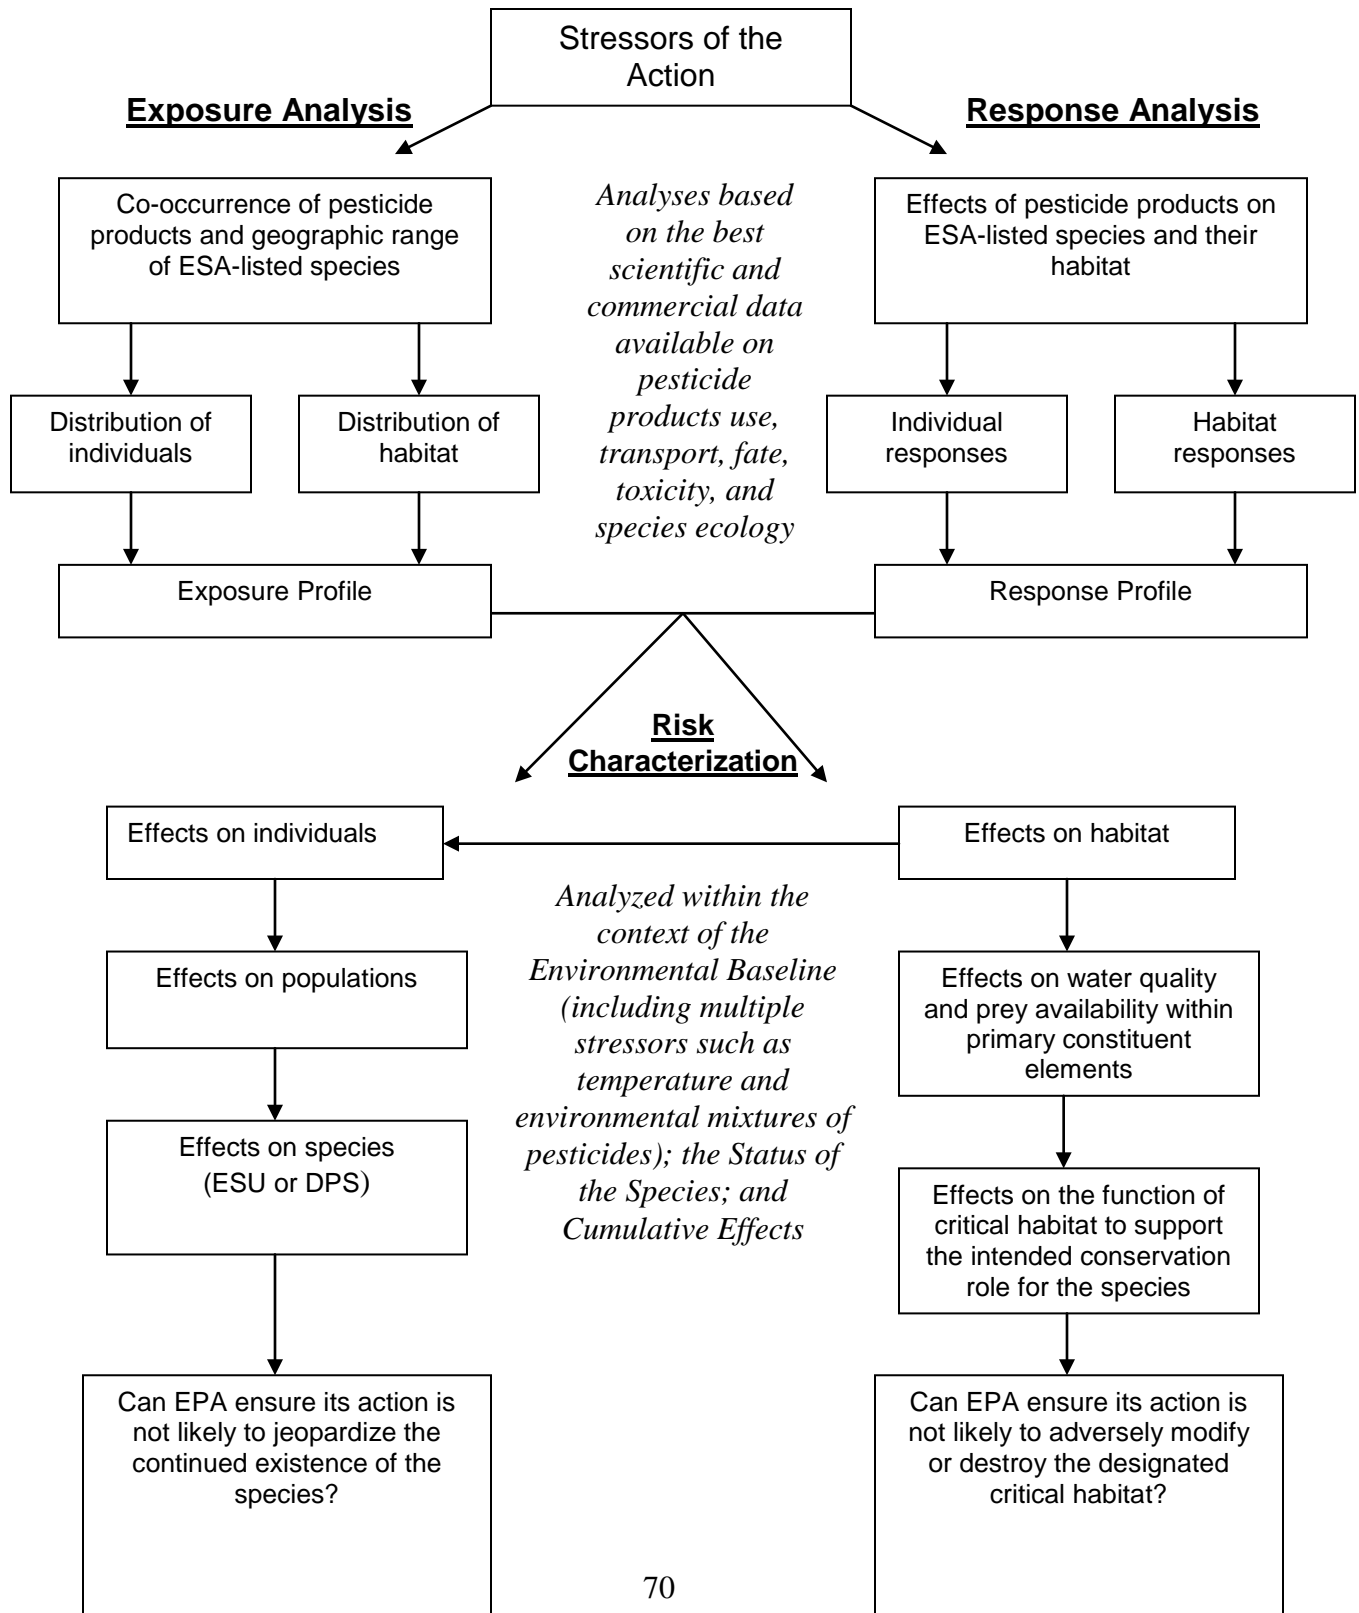 Stressors of the
Action
Exposure Analysis
Response Analysis
Co-occurrence of pesticide
products and geographic range
of ESA-listed species
Analyses based
on the best
scientific and
commercial data
available on
pesticide
products use,
transport, fate,
toxicity, and
species ecology
Effects of pesticide products on
ESA-listed species and their
habitat
Distribution of
individuals
Distribution of
habitat
Individual
responses
Habitat
responses
Exposure Profile
Response Profile
Risk
Characterization
Effects on individuals
Effects on habitat
Analyzed within the
context of the
Environmental Baseline
(including multiple
stressors such as
temperature and
environmental mixtures of
pesticides); the Status of
the Species; and
Cumulative Effects
Effects on populations
Effects on water quality
and prey availability within
primary constituent
elements
Effects on species
(ESU or DPS)
Effects on the function of
critical habitat to support
the intended conservation
role for the species
Can EPA ensure its action is
not likely to jeopardize the
continued existence of the
species?
Can EPA ensure its action is
not likely to adversely modify
or destroy the designated
critical habitat?
70